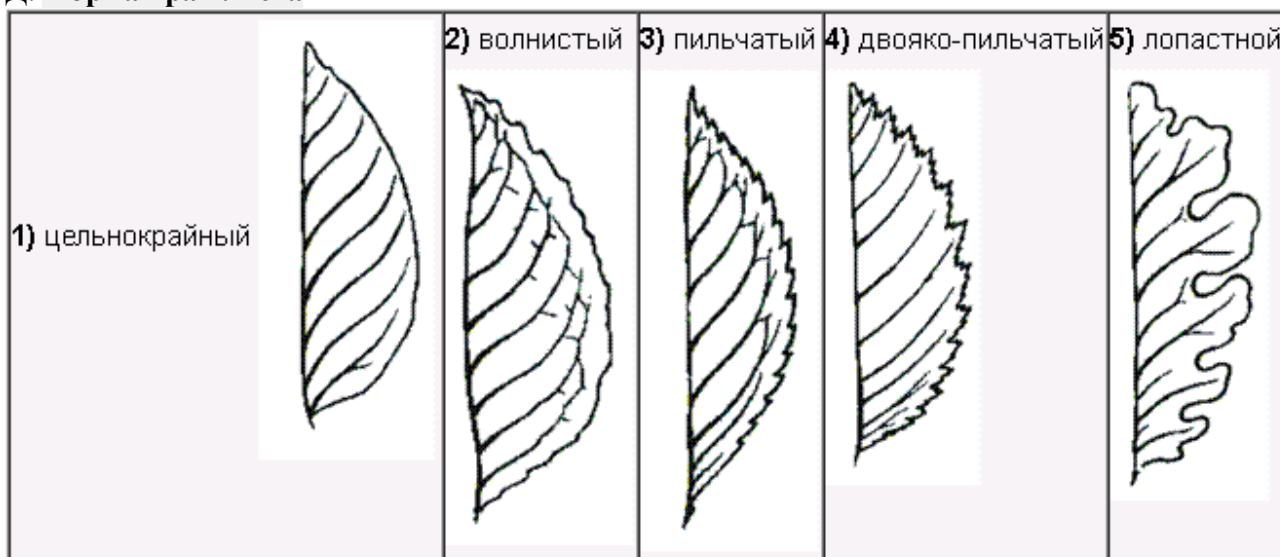 1) цельнокрайный
2) волнистый
3) пильчатый
4) двояко-пильчатый
5) лопастной